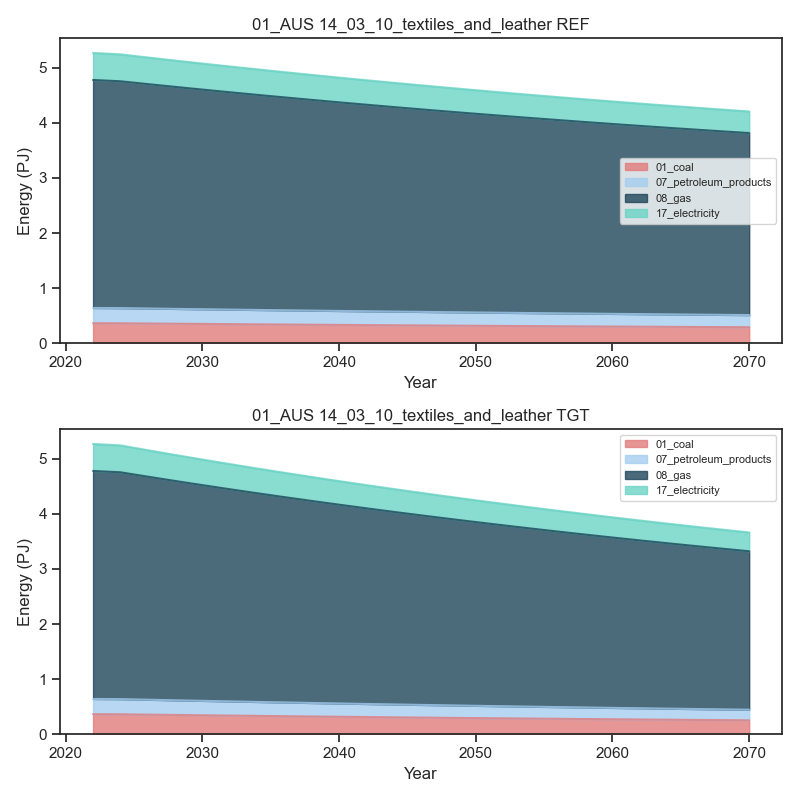 01_AUS 14_03_10_textiles_and_leather REF
5
4
3
2
1
0
Energy (PJ)
01_coal
07_petroleum_products
08_gas
17_electricity
2020 2030 2040 2050 2060 2070
Year
01_AUS 14_03_10_textiles_and_leather TGT
5
4
3
2
1
0
Energy (PJ)
01_coal
07_petroleum_products
08_gas
17_electricity
2020 2030 2040 2050 2060 2070
Year